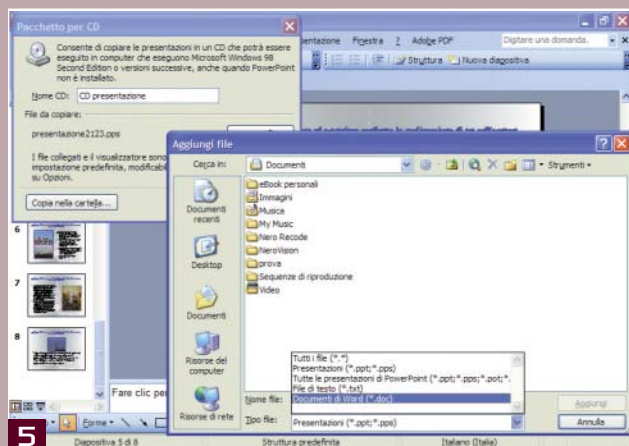 Pacchetto per CD
Consente di copiare le presentazioni in un CD che potrà essere
eseguito in computer che eseguono Microsoft Windows 98
Second Edition o versioni successive, anche quando PowerPoint
non è installato.
Nome CD: CD presentazione
File da copiare:
presentazione2123.pps
I file collegati e il visualizzatore sono
impostazione predefinita, modificabil
su Opzioni.
Copia nella cartella...
entazione Finestra ? Adobe PDF
Digitare una domanda.
Struttura Nuova diapositiva
Aggiungi file
Cerca in: Documenti
Strumenti
Documenti
recenti
Desktop
Documenti
Risorse del
computer
Risorse di rete
eBook personali
Immagini
Musica
My Music
Nero Recode
NeroVision
prova
Sequenze di riproduzione
Video
Tutti i file (*.*)
Presentazioni (*.ppt;*.pps)
Tutte le presentazioni di PowerPoint (*.ppt;*.pps;*.pot;*.
File di testo (*.txt)
Documenti di Word (*.doc)
Nome file:
Tipo file: Presentazioni (*.ppt;*.pps)
Aggiungi
Annulla
6
7
8
Fare clic per
Forme
Diapositiva 5 di 8
Struttura predefinita
Italiano (Italia)
5